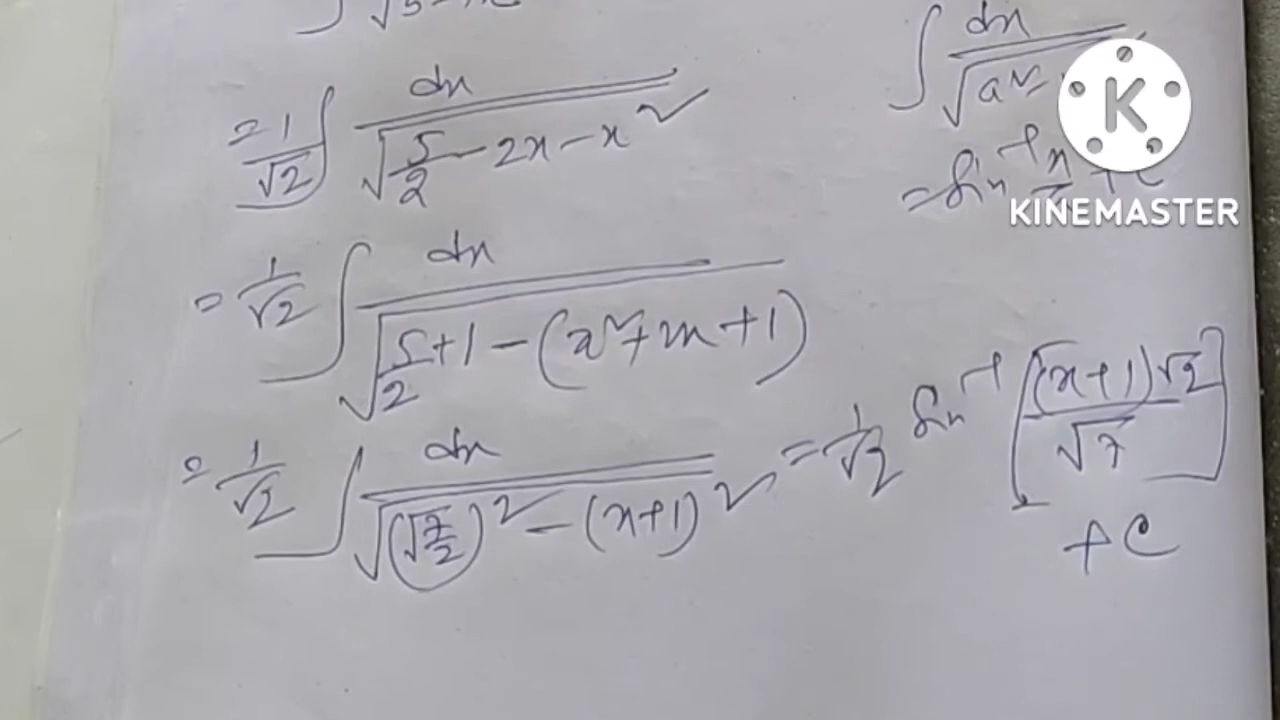 = 1/√2 ∫ dx / √(5/2 - 2x - x²)
= 1/√2 ∫ dx / √(5/2 + 1 - (x² + 2x + 1))
= 1/√2 ∫ dx / √((√7/2)² - (x+1)²) = 1/√2 sin⁻¹ [(x+1)√2 / √7]
+ c
∫ dx / √a²
= sin⁻¹ x
KINEMASTER